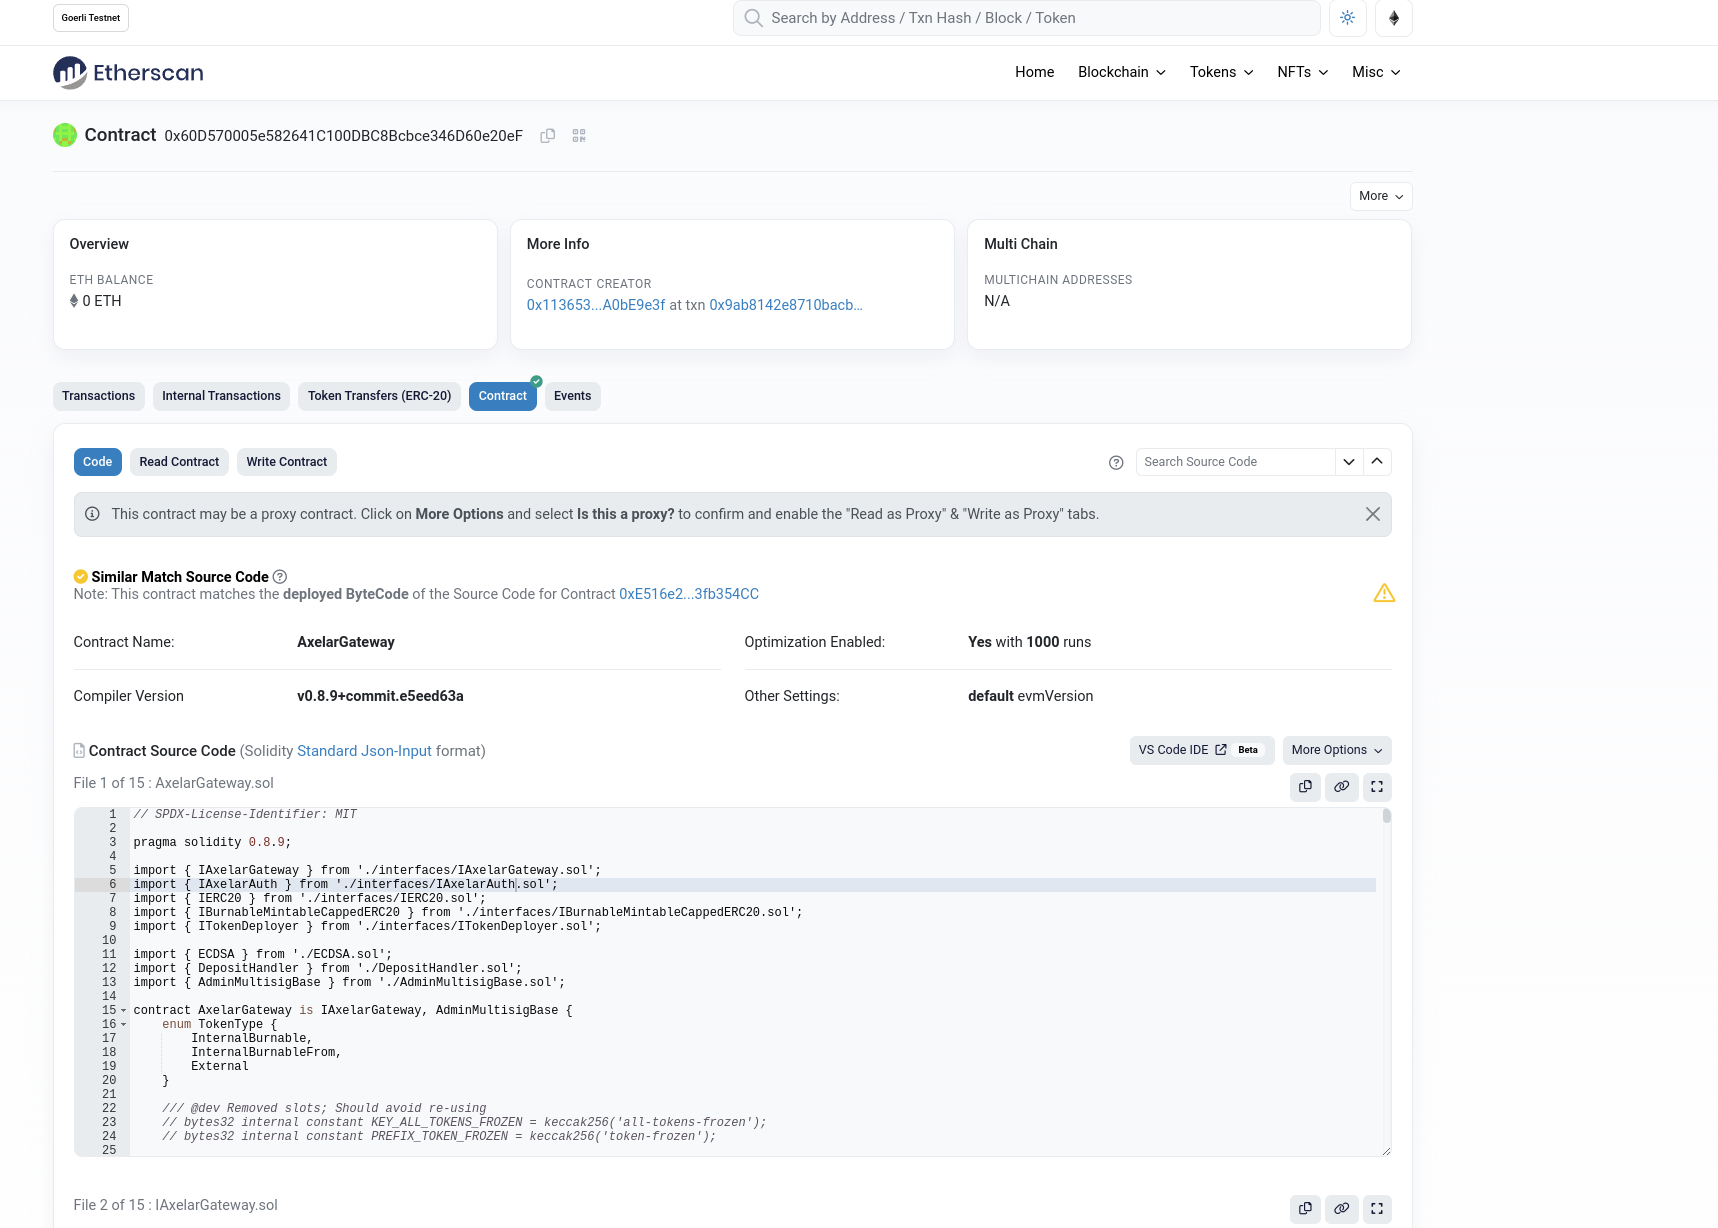 Goerli Testnet
Search by Address / Txn Hash / Block / Token
Etherscan
Home Blockchain Tokens NFTs Misc
Contract 0x60D570005e582641C100DBC8Bcbce346D60e20eF
More
Overview
ETH BALANCE
0 ETH
More Info
CONTRACT CREATOR
0x113653...A0bE9e3f at txn 0x9ab8142e8710bacb...
Multi Chain
MULTICHAIN ADDRESSES
N/A
Transactions Internal Transactions Token Transfers (ERC-20) Contract Events
Code Read Contract Write Contract
Search Source Code
This contract may be a proxy contract. Click on More Options and select Is this a proxy? to confirm and enable the "Read as Proxy" & "Write as Proxy" tabs.
Similar Match Source Code
Note: This contract matches the deployed ByteCode of the Source Code for Contract 0xE516e2...3fb354CC
Contract Name: AxelarGateway
Optimization Enabled: Yes with 1000 runs
Compiler Version v0.8.9+commit.e5eed63a
Other Settings: default evmVersion
Contract Source Code (Solidity Standard Json-Input format)
VS Code IDE Beta More Options
File 1 of 15 : AxelarGateway.sol
1 // SPDX-License-Identifier: MIT
2
3 pragma solidity 0.8.9;
4
5 import { IAxelarGateway } from './interfaces/IAxelarGateway.sol';
6 import { IAxelarAuth } from './interfaces/IAxelarAuth.sol';
7 import { IERC20 } from './interfaces/IERC20.sol';
8 import { IBurnableMintableCappedERC20 } from './interfaces/IBurnableMintableCappedERC20.sol';
9 import { ITokenDeployer } from './interfaces/ITokenDeployer.sol';
10
11 import { ECDSA } from './ECDSA.sol';
12 import { DepositHandler } from './DepositHandler.sol';
13 import { AdminMultisigBase } from './AdminMultisigBase.sol';
14
15 contract AxelarGateway is IAxelarGateway, AdminMultisigBase {
16     enum TokenType {
17         InternalBurnable,
18         InternalBurnableFrom,
19         External
20     }
21
22     /// @dev Removed slots; Should avoid re-using
23     // bytes32 internal constant KEY_ALL_TOKENS_FROZEN = keccak256('all-tokens-frozen');
24     // bytes32 internal constant PREFIX_TOKEN_FROZEN = keccak256('token-frozen');
25
File 2 of 15 : IAxelarGateway.sol